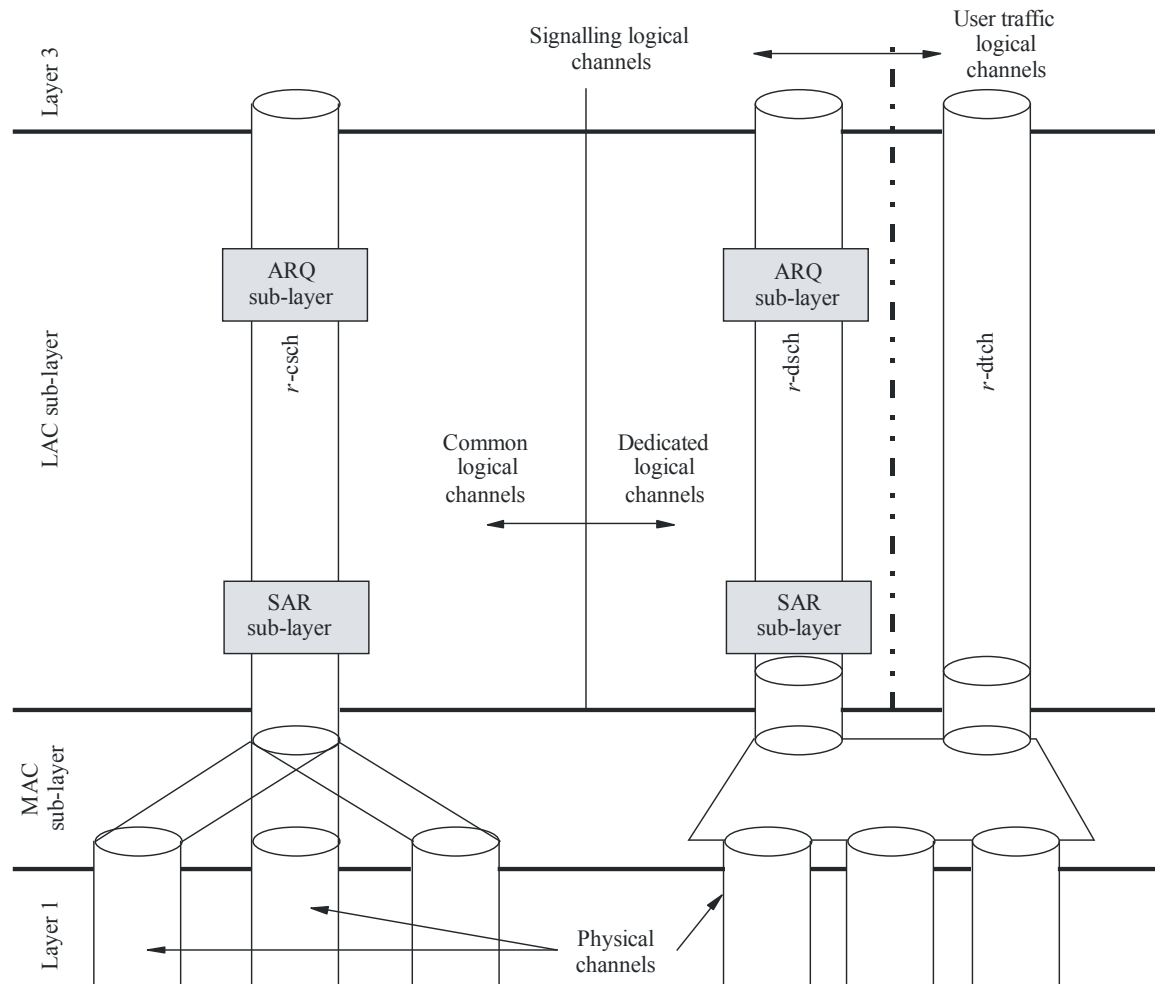 Signalling logical
channels
User traffic
logical
channels
Layer 3
ARQ
sub-layer
ARQ
sub-layer
r-csch
r-dsch
r-dtch
LAC sub-layer
Common
logical
channels
Dedicated
logical
channels
SAR
sub-layer
SAR
sub-layer
MAC
sub-layer
Layer 1
Physical
channels